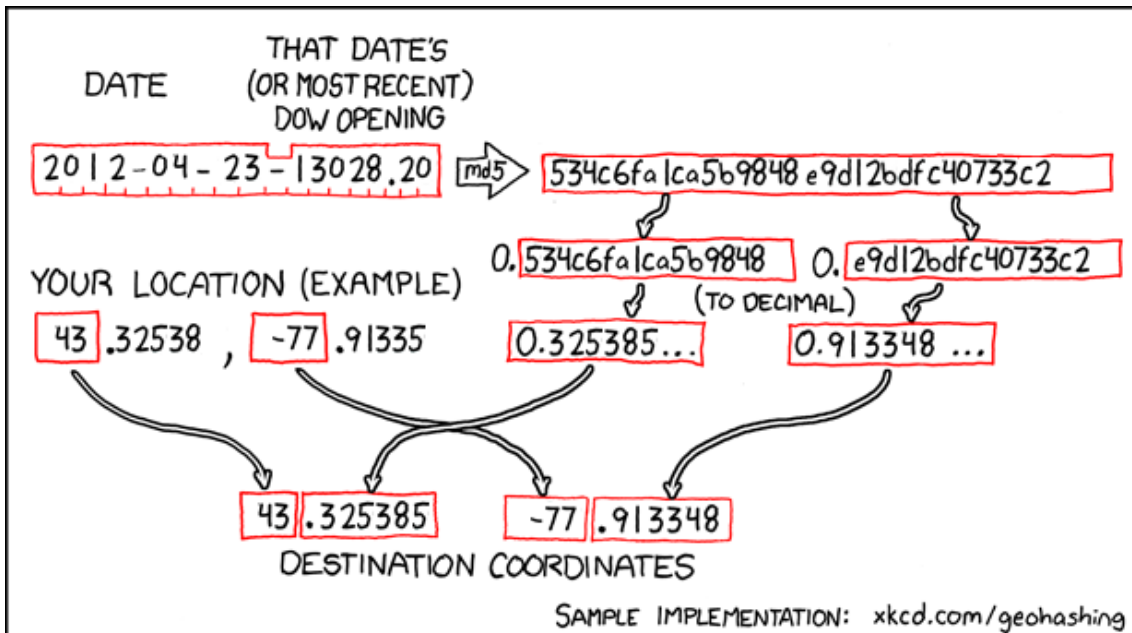 DATE
THAT DATE'S
(OR MOST RECENT)
DOW OPENING
2012-04-23-13028.20
md5
534c6fa1ca5b9848e9d12bdfc40733c2
0.534c6fa1ca5b9848
0.e9d12bdfc40733c2
YOUR LOCATION (EXAMPLE)
(TO DECIMAL)
43.32538, -77.91335
0.325385...
0.913348...
43.325385
-77.913348
DESTINATION COORDINATES
SAMPLE IMPLEMENTATION: xkcd.com/geohashing